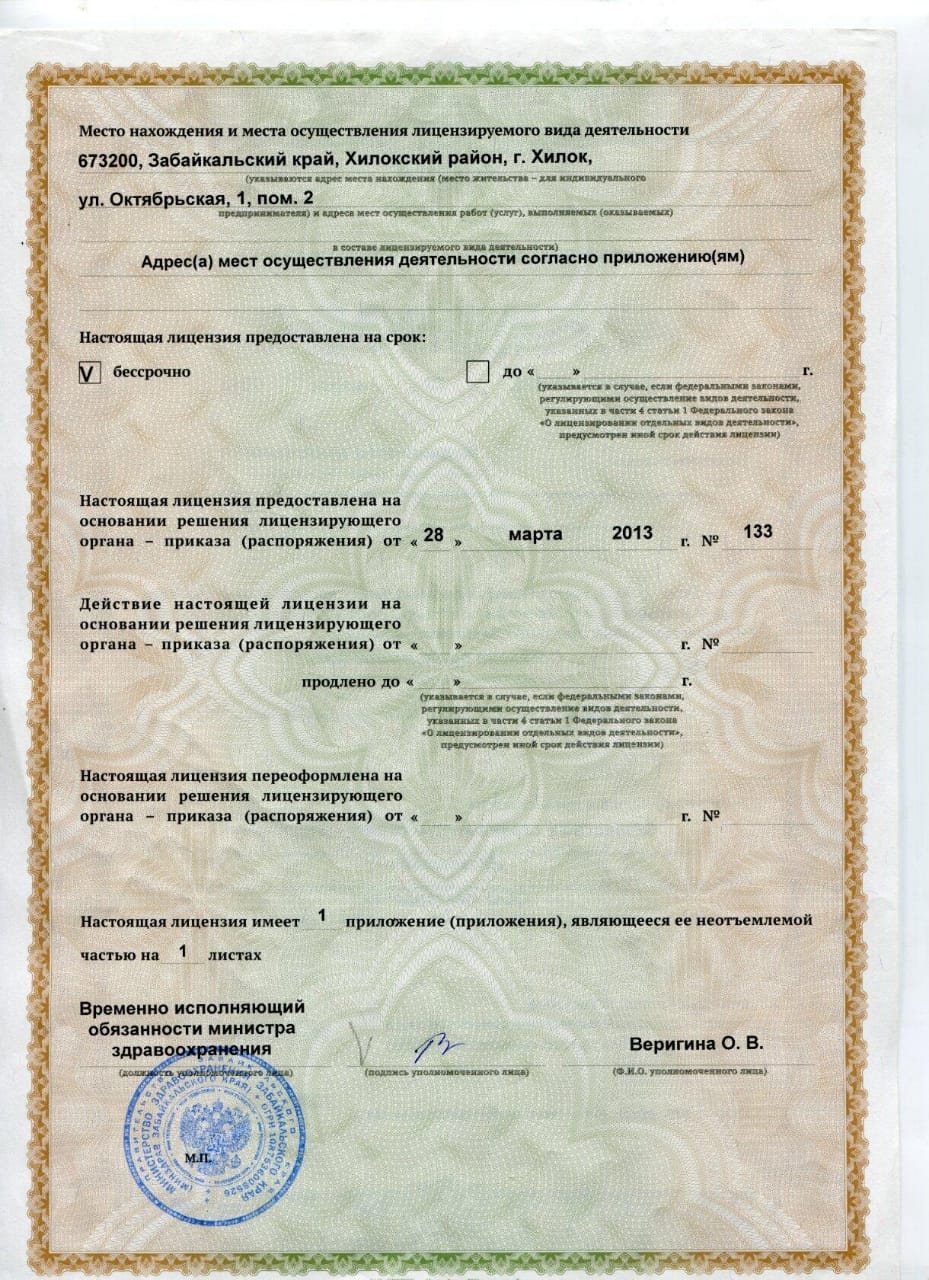 Место нахождения и места осуществления лицензируемого вида деятельности
673200, Забайкальский край, Хилокский район, г. Хилок,
(указываются адрес места нахождения (место жительства – для индивидуального
ул. Октябрьская, 1, пом. 2
предпринимателя) и адреса мест осуществления работ (услуг), выполняемых (оказываемых)
в составе лицензируемого вида деятельности)
Адрес(а) мест осуществления деятельности согласно приложению(ям)
Настоящая лицензия предоставлена на срок:
V бессрочно до « » г.
(указывается в случае, если федеральными законами,
регулирующими осуществление видов деятельности,
указанных в части 4 статьи 1 Федерального закона
«О лицензировании отдельных видов деятельности»,
предусмотрен иной срок действия лицензии)
Настоящая лицензия предоставлена на
основании решения лицензирующего
органа – приказа (распоряжения) от « 28 » марта 2013 г. № 133
Действие настоящей лицензии на
основании решения лицензирующего
органа – приказа (распоряжения) от « » г. №
продлено до « » г.
(указывается в случае, если федеральными законами,
регулирующими осуществление видов деятельности,
указанных в части 4 статьи 1 Федерального закона
«О лицензировании отдельных видов деятельности»,
предусмотрен иной срок действия лицензии)
Настоящая лицензия переоформлена на
основании решения лицензирующего
органа – приказа (распоряжения) от « » г. №
Настоящая лицензия имеет 1 приложение (приложения), являющееся ее неотъемлемой
частью на 1 листах
Временно исполняющий
обязанности министра
здравоохранения Веригина О. В.
(должность уполномоченного лица) (подпись уполномоченного лица) (Ф.И.О. уполномоченного лица)
МИНИСТЕРСТВО ЗДРАВООХРАНЕНИЯ ЗАБАЙКАЛЬСКОГО КРАЯ
(МИНЗДРАВ ЗАБАЙКАЛЬСКОГО КРАЯ)
М.П.